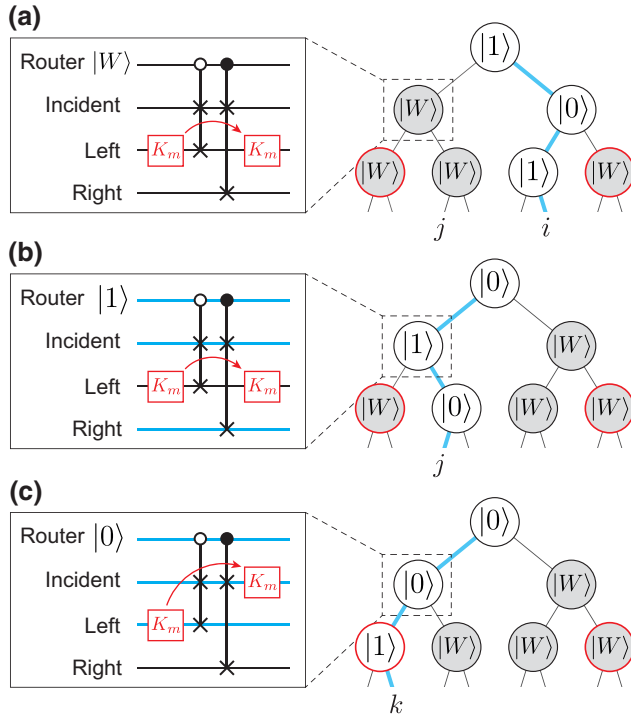 (a)
Router |W⟩
Incident
Left
Right
K_m
K_m
|1⟩
|W⟩
|0⟩
|W⟩
|W⟩
|1⟩
|W⟩
j
i
(b)
Router |1⟩
Incident
Left
Right
K_m
K_m
|0⟩
|1⟩
|W⟩
|W⟩
|0⟩
|W⟩
|W⟩
j
(c)
Router |0⟩
Incident
Left
Right
K_m
K_m
|0⟩
|0⟩
|W⟩
|1⟩
|W⟩
|W⟩
|W⟩
k